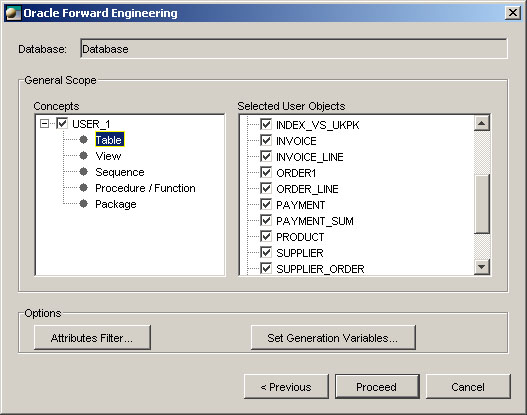 Oracle Forward Engineering
Database: Database
General Scope
Concepts
USER_1
Table
View
Sequence
Procedure / Function
Package
Selected User Objects
INDEX_VS_UKPK
INVOICE
INVOICE_LINE
ORDER1
ORDER_LINE
PAYMENT
PAYMENT_SUM
PRODUCT
SUPPLIER
SUPPLIER_ORDER
Options
Attributes Filter...
Set Generation Variables...
< Previous
Proceed
Cancel